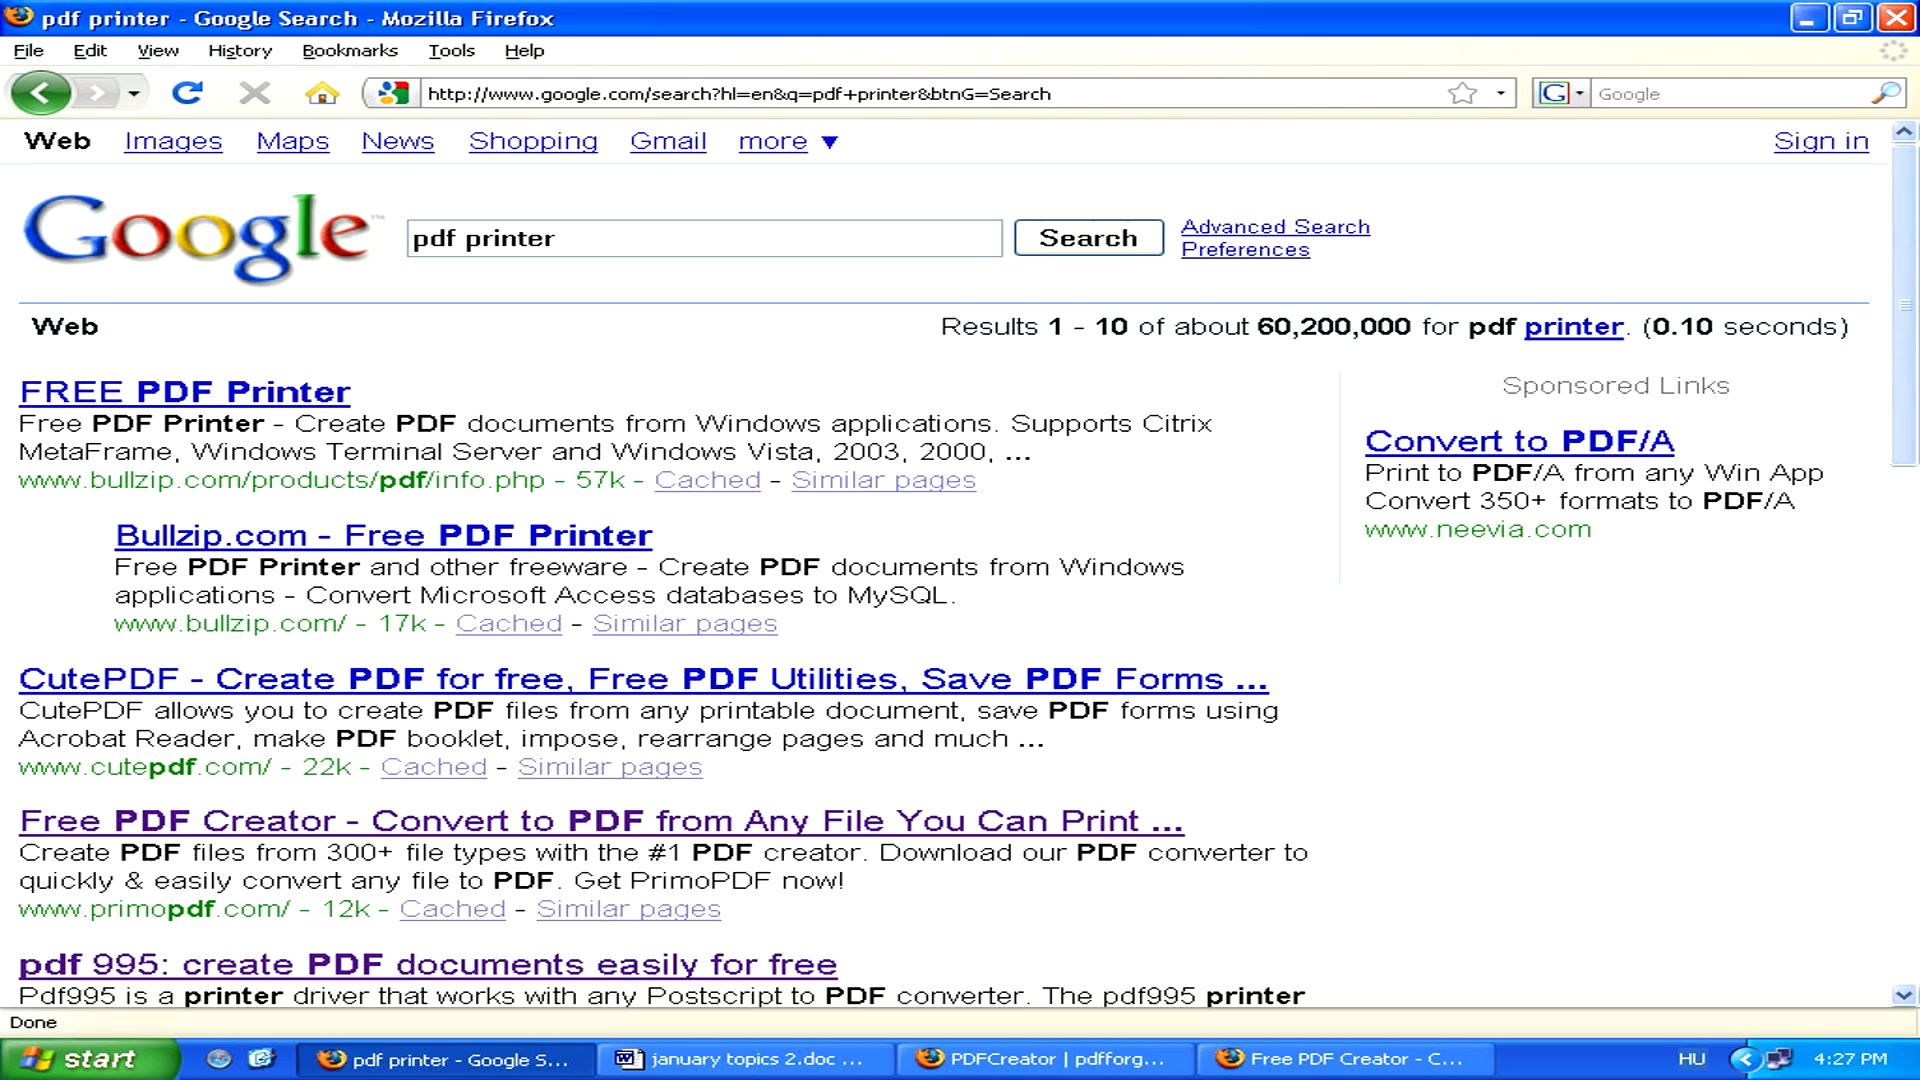 pdf printer - Google Search - Mozilla Firefox
File Edit View History Bookmarks Tools Help
http://www.google.com/search?hl=en&q=pdf+printer&btnG=Search
G Google
Web Images Maps News Shopping Gmail more ▼ Sign in
Google™
pdf printer
Search
Advanced Search
Preferences
Web Results 1 - 10 of about 60,200,000 for pdf printer. (0.10 seconds)
FREE PDF Printer
Free PDF Printer - Create PDF documents from Windows applications. Supports Citrix
MetaFrame, Windows Terminal Server and Windows Vista, 2003, 2000, ...
www.bullzip.com/products/pdf/info.php - 57k - Cached - Similar pages
Bullzip.com - Free PDF Printer
Free PDF Printer and other freeware - Create PDF documents from Windows
applications - Convert Microsoft Access databases to MySQL.
www.bullzip.com/ - 17k - Cached - Similar pages
CutePDF - Create PDF for free, Free PDF Utilities, Save PDF Forms ...
CutePDF allows you to create PDF files from any printable document, save PDF forms using
Acrobat Reader, make PDF booklet, impose, rearrange pages and much ...
www.cutepdf.com/ - 22k - Cached - Similar pages
Free PDF Creator - Convert to PDF from Any File You Can Print ...
Create PDF files from 300+ file types with the #1 PDF creator. Download our PDF converter to
quickly & easily convert any file to PDF. Get PrimoPDF now!
www.primopdf.com/ - 12k - Cached - Similar pages
pdf 995: create PDF documents easily for free
Pdf995 is a printer driver that works with any Postscript to PDF converter. The pdf995 printer
Sponsored Links
Convert to PDF/A
Print to PDF/A from any Win App
Convert 350+ formats to PDF/A
www.neevia.com
Done
start pdf printer - Google S... january topics 2.doc ... PDFCreator | pdfforg... Free PDF Creator - C... HU 4:27 PM